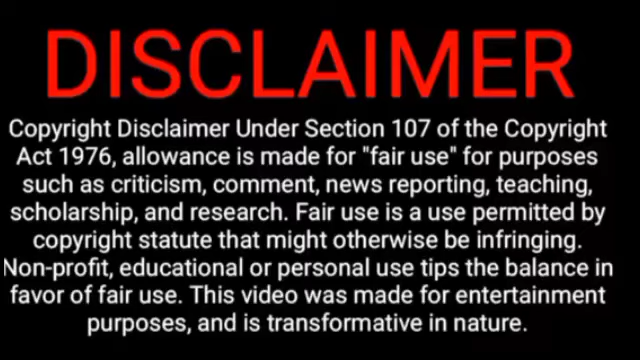 DISCLAIMER
Copyright Disclaimer Under Section 107 of the Copyright
Act 1976, allowance is made for "fair use" for purposes
such as criticism, comment, news reporting, teaching,
scholarship, and research. Fair use is a use permitted by
copyright statute that might otherwise be infringing.
Non-profit, educational or personal use tips the balance in
favor of fair use. This video was made for entertainment
purposes, and is transformative in nature.